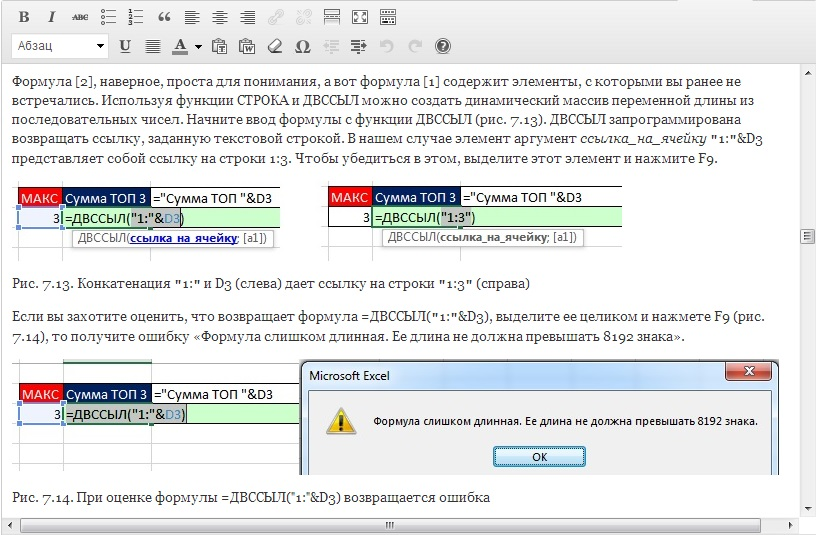 B I ABC
Абзац U A
Формула [2], наверное, проста для понимания, а вот формула [1] содержит элементы, с которыми вы ранее не
встречались. Используя функции СТРОКА и ДВССЫЛ можно создать динамический массив переменной длины из
последовательных чисел. Начните ввод формулы с функции ДВССЫЛ (рис. 7.13). ДВССЫЛ запрограммирована
возвращать ссылку, заданную текстовой строкой. В нашем случае элемент аргумент ссылка_на_ячейку "1:"&D3
представляет собой ссылку на строки 1:3. Чтобы убедиться в этом, выделите этот элемент и нажмите F9.
МАКС Сумма ТОП 3 ="Сумма ТОП "&D3
3 =ДВССЫЛ("1:"&D3)
ДВССЫЛ(ссылка_на_ячейку; [a1])
МАКС Сумма ТОП 3 ="Сумма ТОП "&D3
3 =ДВССЫЛ("1:3")
ДВССЫЛ(ссылка_на_ячейку; [a1])
Рис. 7.13. Конкатенация "1:" и D3 (слева) дает ссылку на строки "1:3" (справа)
Если вы захотите оценить, что возвращает формула =ДВССЫЛ("1:"&D3), выделите ее целиком и нажмете F9 (рис.
7.14), то получите ошибку «Формула слишком длинная. Ее длина не должна превышать 8192 знака».
МАКС Сумма ТОП 3 ="Сумма ТОП "&D3
3 =ДВССЫЛ("1:"&D3)
Microsoft Excel
Формула слишком длинная. Ее длина не должна превышать 8192 знака.
ОК
Рис. 7.14. При оценке формулы =ДВССЫЛ("1:"&D3) возвращается ошибка